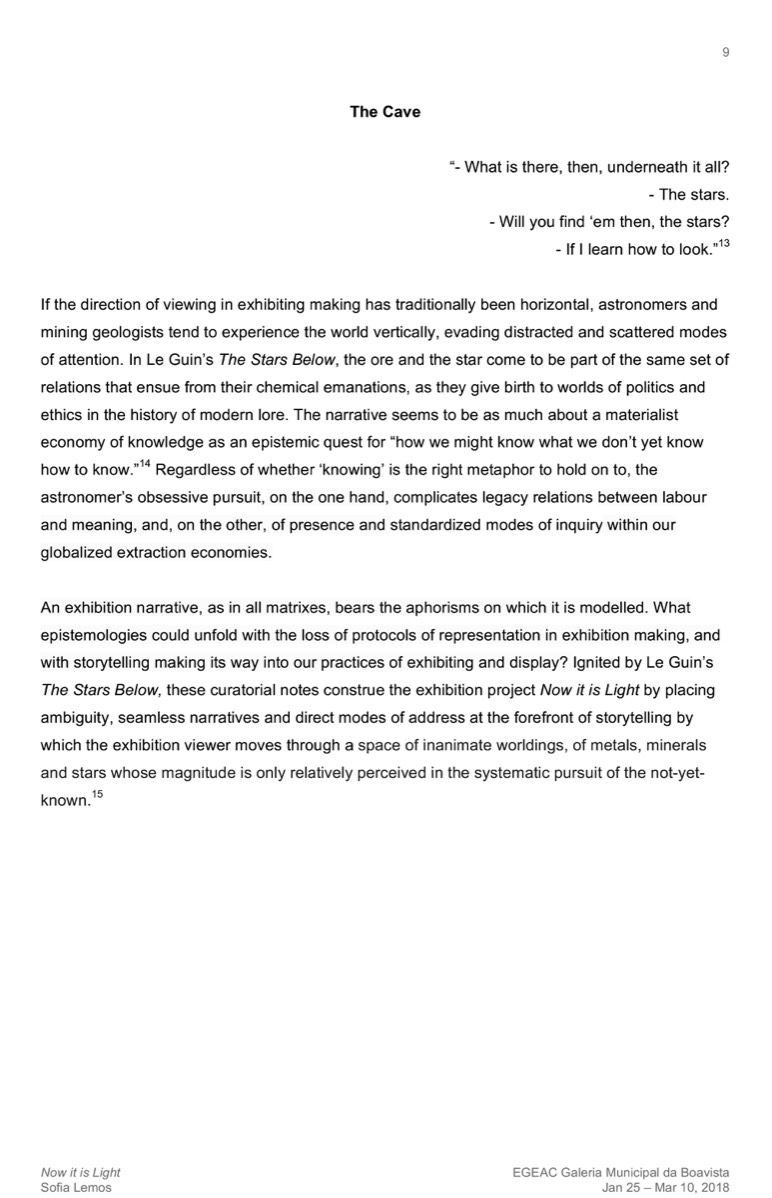 9
The Cave
“- What is there, then, underneath it all?
- The stars.
- Will you find ‘em then, the stars?
- If I learn how to look.”13
If the direction of viewing in exhibiting making has traditionally been horizontal, astronomers and
mining geologists tend to experience the world vertically, evading distracted and scattered modes
of attention. In Le Guin’s The Stars Below, the ore and the star come to be part of the same set of
relations that ensue from their chemical emanations, as they give birth to worlds of politics and
ethics in the history of modern lore. The narrative seems to be as much about a materialist
economy of knowledge as an epistemic quest for “how we might know what we don’t yet know
how to know.”14 Regardless of whether ‘knowing’ is the right metaphor to hold on to, the
astronomer’s obsessive pursuit, on the one hand, complicates legacy relations between labour
and meaning, and, on the other, of presence and standardized modes of inquiry within our
globalized extraction economies.
An exhibition narrative, as in all matrixes, bears the aphorisms on which it is modelled. What
epistemologies could unfold with the loss of protocols of representation in exhibition making, and
with storytelling making its way into our practices of exhibiting and display? Ignited by Le Guin’s
The Stars Below, these curatorial notes construe the exhibition project Now it is Light by placing
ambiguity, seamless narratives and direct modes of address at the forefront of storytelling by
which the exhibition viewer moves through a space of inanimate worldings, of metals, minerals
and stars whose magnitude is only relatively perceived in the systematic pursuit of the not-yet-
known.15
Now it is Light
Sofia Lemos
EGEAC Galeria Municipal da Boavista
Jan 25 – Mar 10, 2018